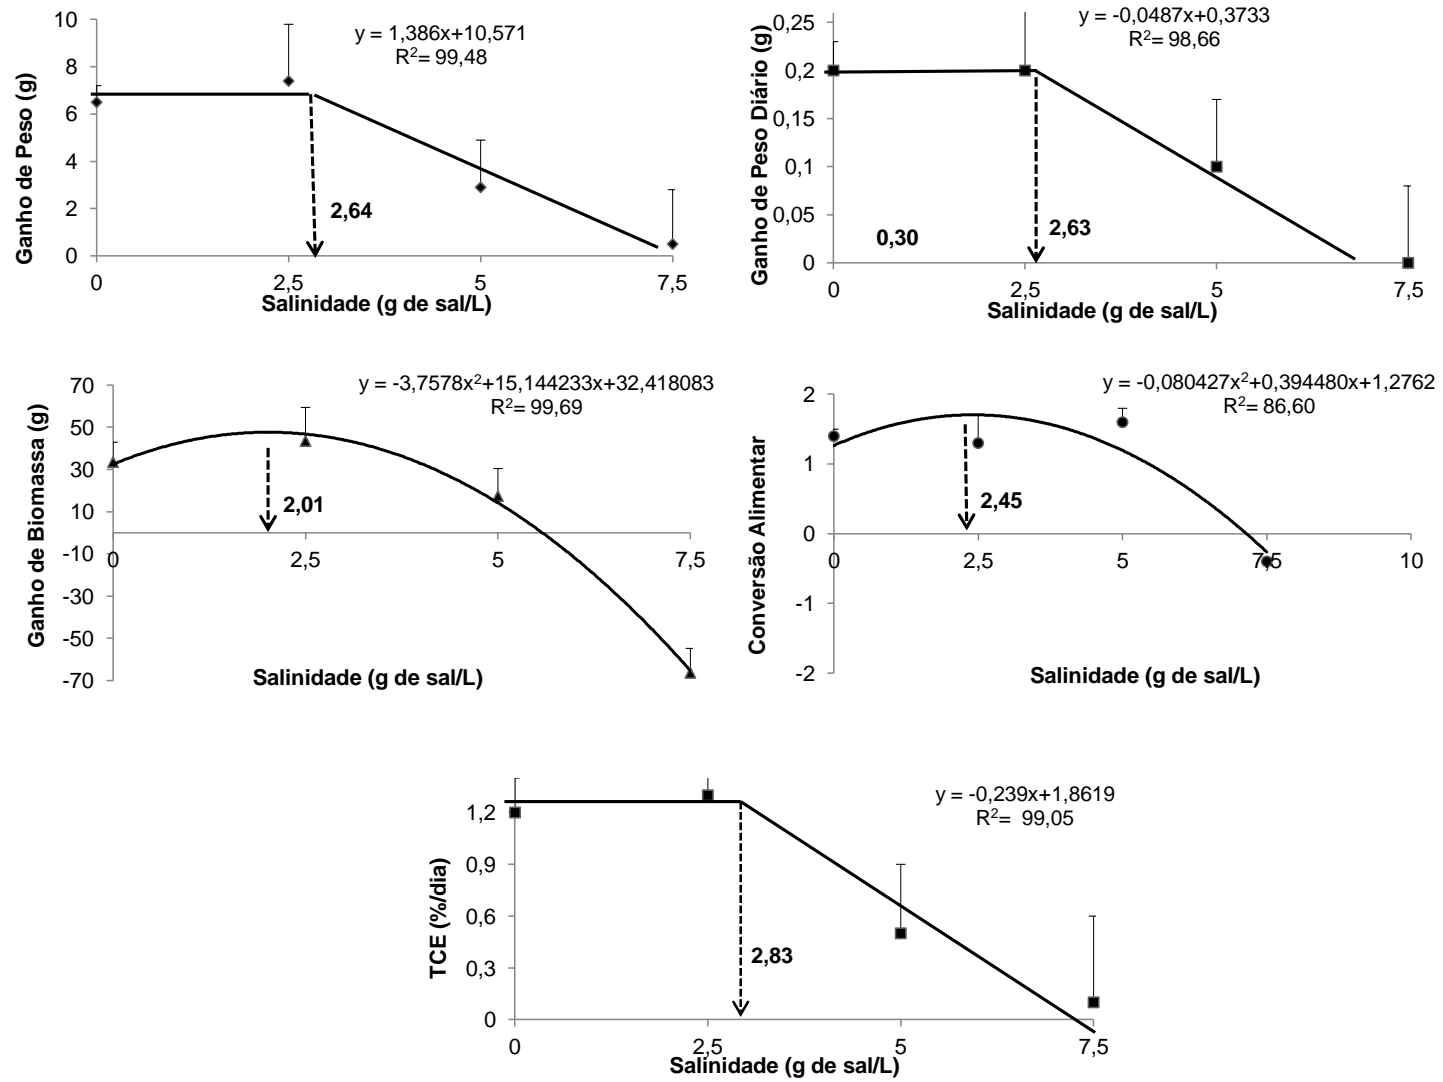 y = 1,386x+10,571
R²= 99,48
Ganho de Peso (g)
10
8
6
4
2
0
2,64
0
2,5
5
7,5
Salinidade (g de sal/L)
y = -0,0487x+0,3733
R²= 98,66
Ganho de Peso Diário (g)
0,25
0,2
0,15
0,1
0,05
0
0,30
2,63
0
2,5
5
7,5
Salinidade (g de sal/L)
y = -3,7578x²+15,144233x+32,418083
R²= 99,69
Ganho de Biomassa (g)
70
50
30
10
-10
-30
-50
-70
2,01
0
2,5
5
7,5
Salinidade (g de sal/L)
y = -0,080427x²+0,394480x+1,2762
R²= 86,60
Conversão Alimentar
2
1
0
-1
-2
2,45
0
2,5
5
7,5
10
Salinidade (g de sal/L)
y = -0,239x+1,8619
R²= 99,05
TCE (%/dia)
1,2
0,9
0,6
0,3
0
2,83
0
2,5
5
7,5
Salinidade (g de sal/L)